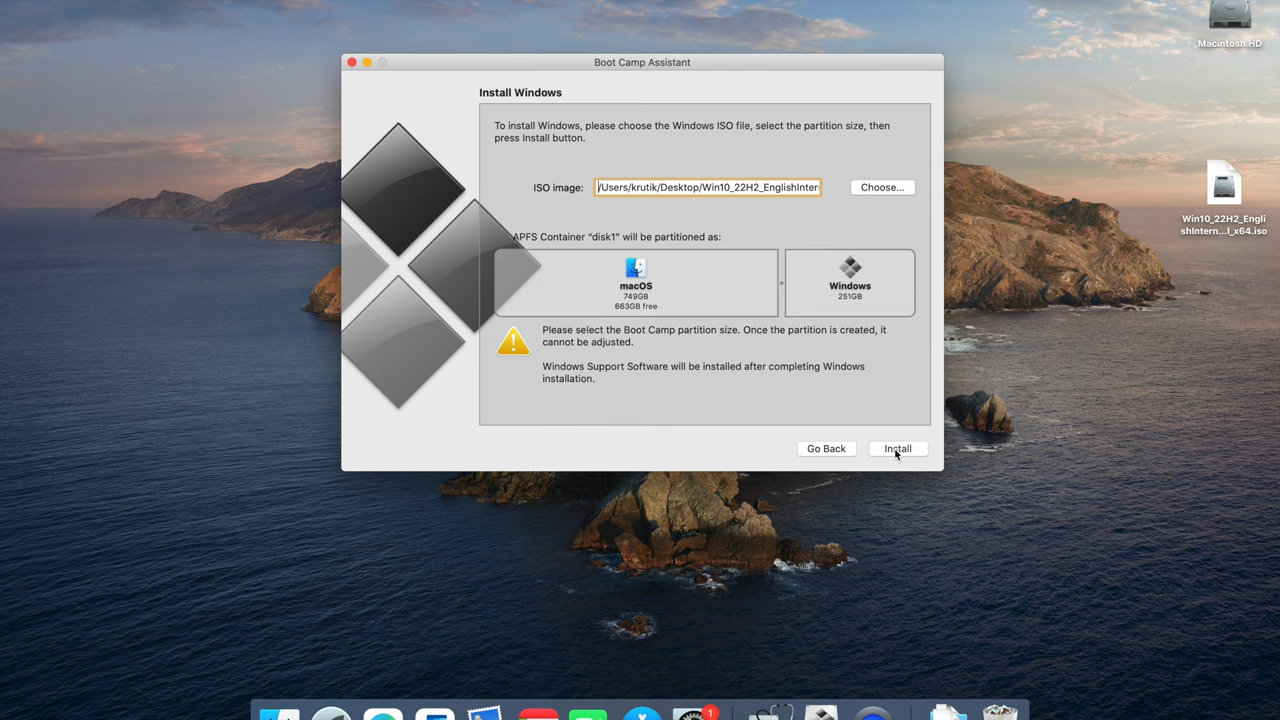 Macintosh HD
Boot Camp Assistant
Install Windows
To install Windows, please choose the Windows ISO file, select the partition size, then
press Install button.
ISO image:
/Users/krutik/Desktop/Win10_22H2_EnglishInter
Choose...
Win10_22H2_Engli
shIntern...l_x64.iso
APFS Container “disk1” will be partitioned as:
macOS
749GB
663GB free
Windows
251GB
Please select the Boot Camp partition size. Once the partition is created, it
cannot be adjusted.
Windows Support Software will be installed after completing Windows
installation.
Go Back
Install
1